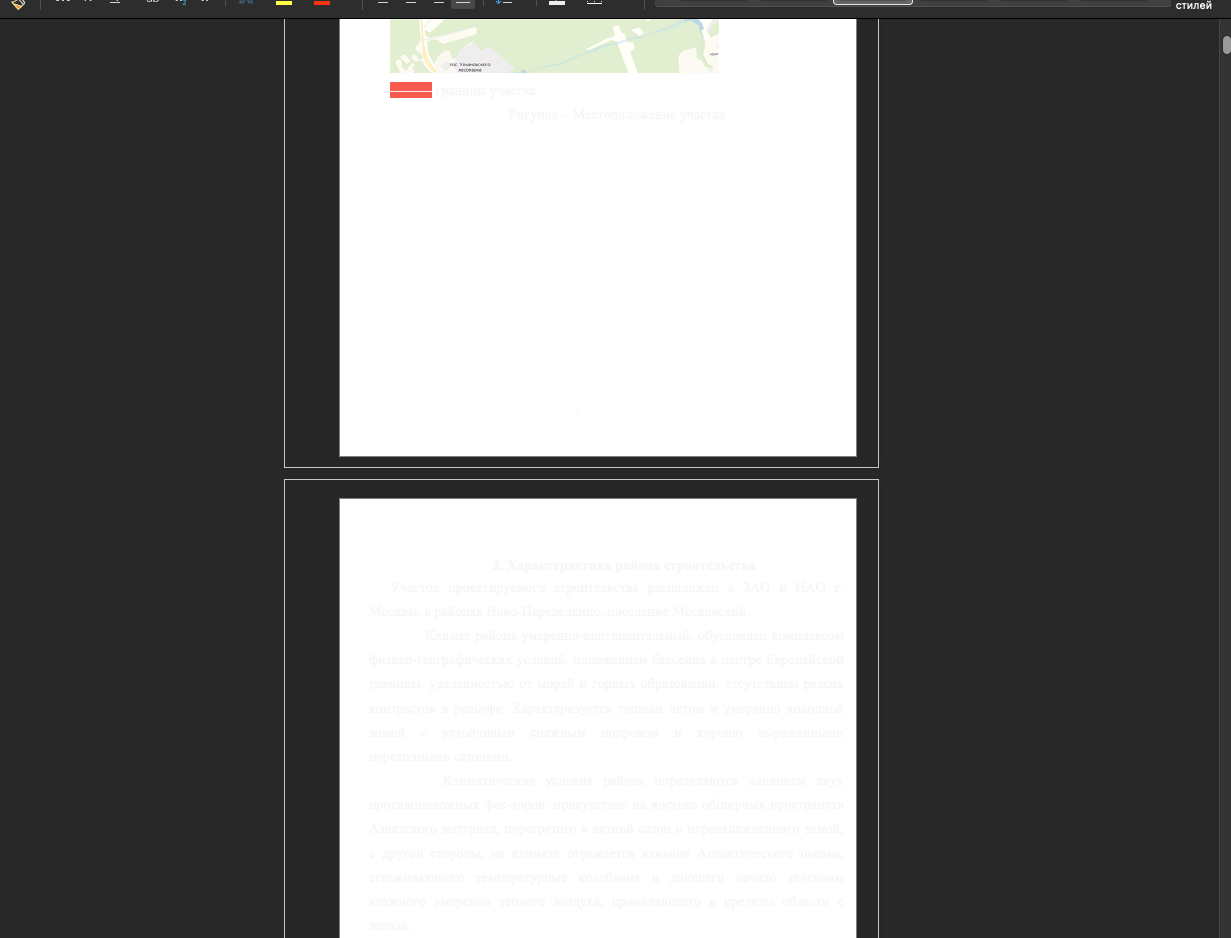 стилей
пос. Ульяновского
лесопарка
границы участка
Рисунок – Местоположение участка
2. Характеристика района строительства
Участок проектируемого строительства расположен в ЗАО и НАО г.
Москвы, в районах Ново-Переделкино, поселение Московский.
Климат района умеренно-континентальный, обусловлен комплексом
физико-географических условий, положением бассейна в центре Европейской
равнины, удаленностью от морей и горных образований, отсутствием резких
контрастов в рельефе. Характеризуется теплым летом и умеренно холодной
зимой с устойчивым снежным покровом и хорошо выраженными
переходными сезонами.
Климатические условия района определяются влиянием двух
противоположных фак-торов: присутствие на востоке обширных пространств
Азиатского материка, перегретого в летний сезон и переохлажденного зимой,
с другой стороны, на климате отражается влияние Атлантического океана,
сглаживающего температурные колебания и дающего начало течениям
влажного умеренно теплого воздуха, проникающего в пределы области с
запада.